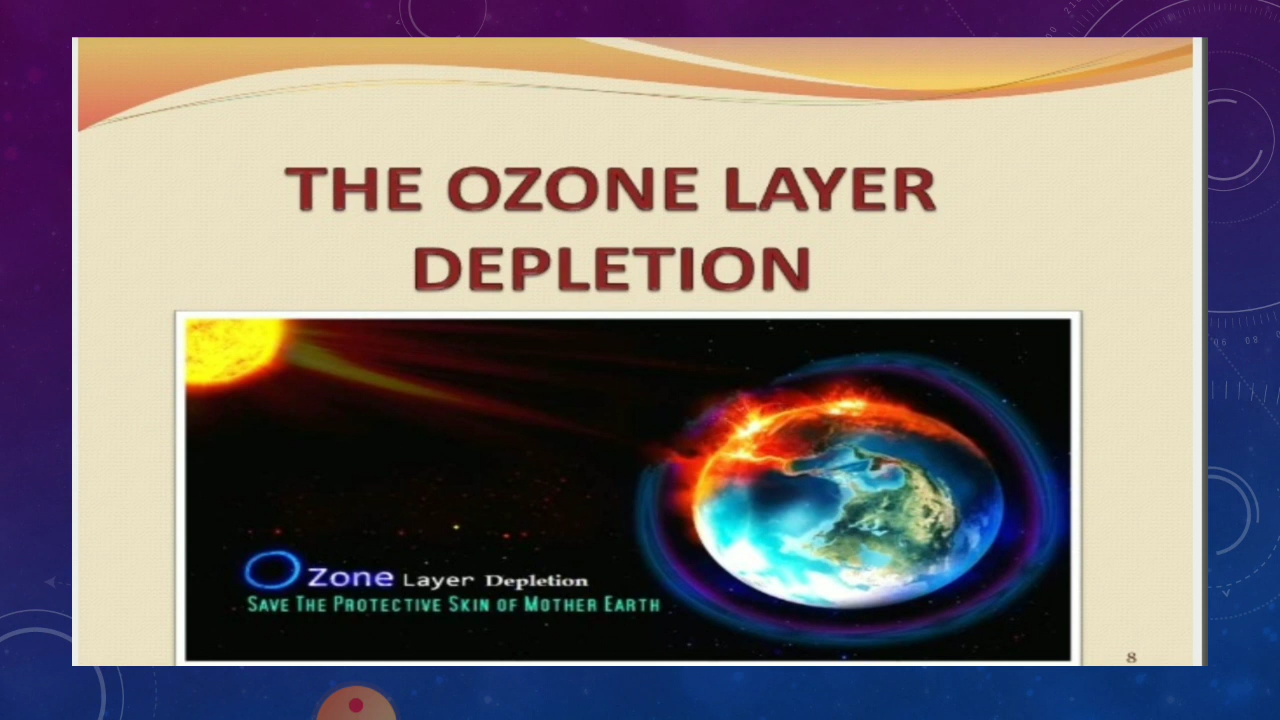 THE OZONE LAYER
DEPLETION
OZone Layer Depletion
SAVE THE PROTECTIVE SKIN OF MOTHER EARTH
8